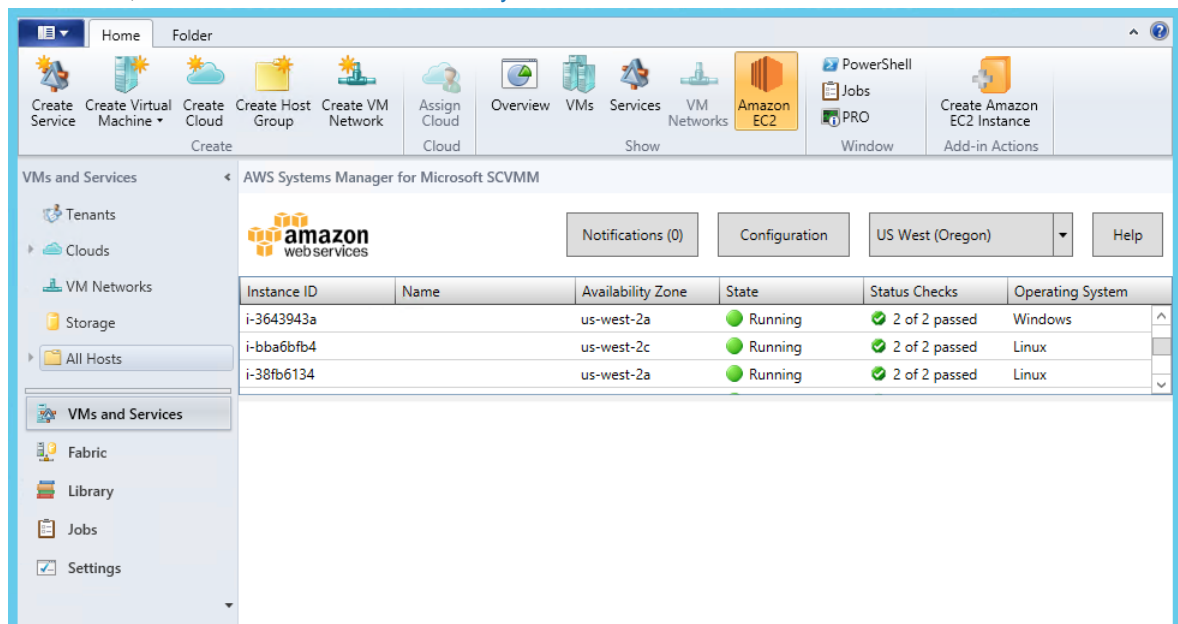 Home Folder
Create Service
Create Virtual Machine
Create Cloud
Create Host Group
Create VM Network
Create
Assign Cloud
Cloud
Overview
VMs
Services
VM Networks
Amazon EC2
Show
PowerShell
Jobs
PRO
Window
Create Amazon EC2 Instance
Add-in Actions
VMs and Services
Tenants
Clouds
VM Networks
Storage
All Hosts
VMs and Services
Fabric
Library
Jobs
Settings
AWS Systems Manager for Microsoft SCVMM
amazon
webservices
Notifications (0) Configuration US West (Oregon) Help
Instance ID Name Availability Zone State Status Checks Operating System
i-3643943a us-west-2a Running 2 of 2 passed Windows
i-bba6bfb4 us-west-2c Running 2 of 2 passed Linux
i-38fb6134 us-west-2a Running 2 of 2 passed Linux